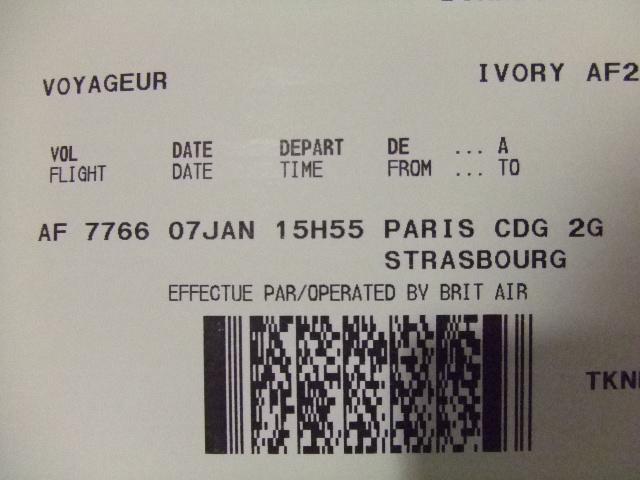 VOYAGEUR IVORY AF2
VOL DATE DEPART DE ... A
FLIGHT DATE TIME FROM ... TO
AF 7766 07JAN 15H55 PARIS CDG 2G
STRASBOURG
EFFECTUE PAR/OPERATED BY BRIT AIR